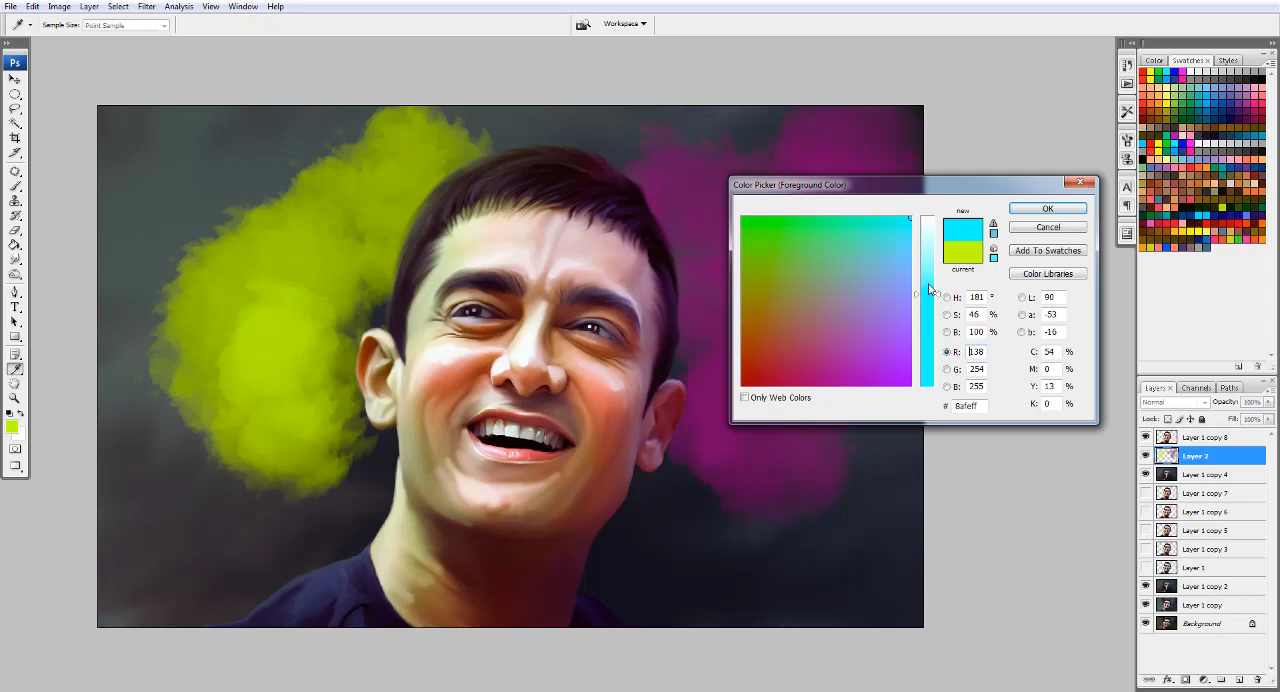 File Edit Image Layer Select Filter Analysis View Window Help
Sample Size: Point Sample
Workspace
Ps
Color Swatches Styles
Color Picker (Foreground Color)
new
current
OK
Cancel
Add To Swatches
Color Libraries
H: 181 °
S: 46 %
B: 100 %
R: 138
G: 254
B: 255
# 8afeff
L: 90
a: -53
b: -16
C: 54 %
M: 0 %
Y: 13 %
K: 0 %
Only Web Colors
Layers Channels Paths
Normal Opacity: 100%
Lock: Fill: 100%
Layer 1 copy 8
Layer 2
Layer 1 copy 4
Layer 1 copy 7
Layer 1 copy 6
Layer 1 copy 5
Layer 1 copy 3
Layer 1
Layer 1 copy 2
Layer 1 copy
Background